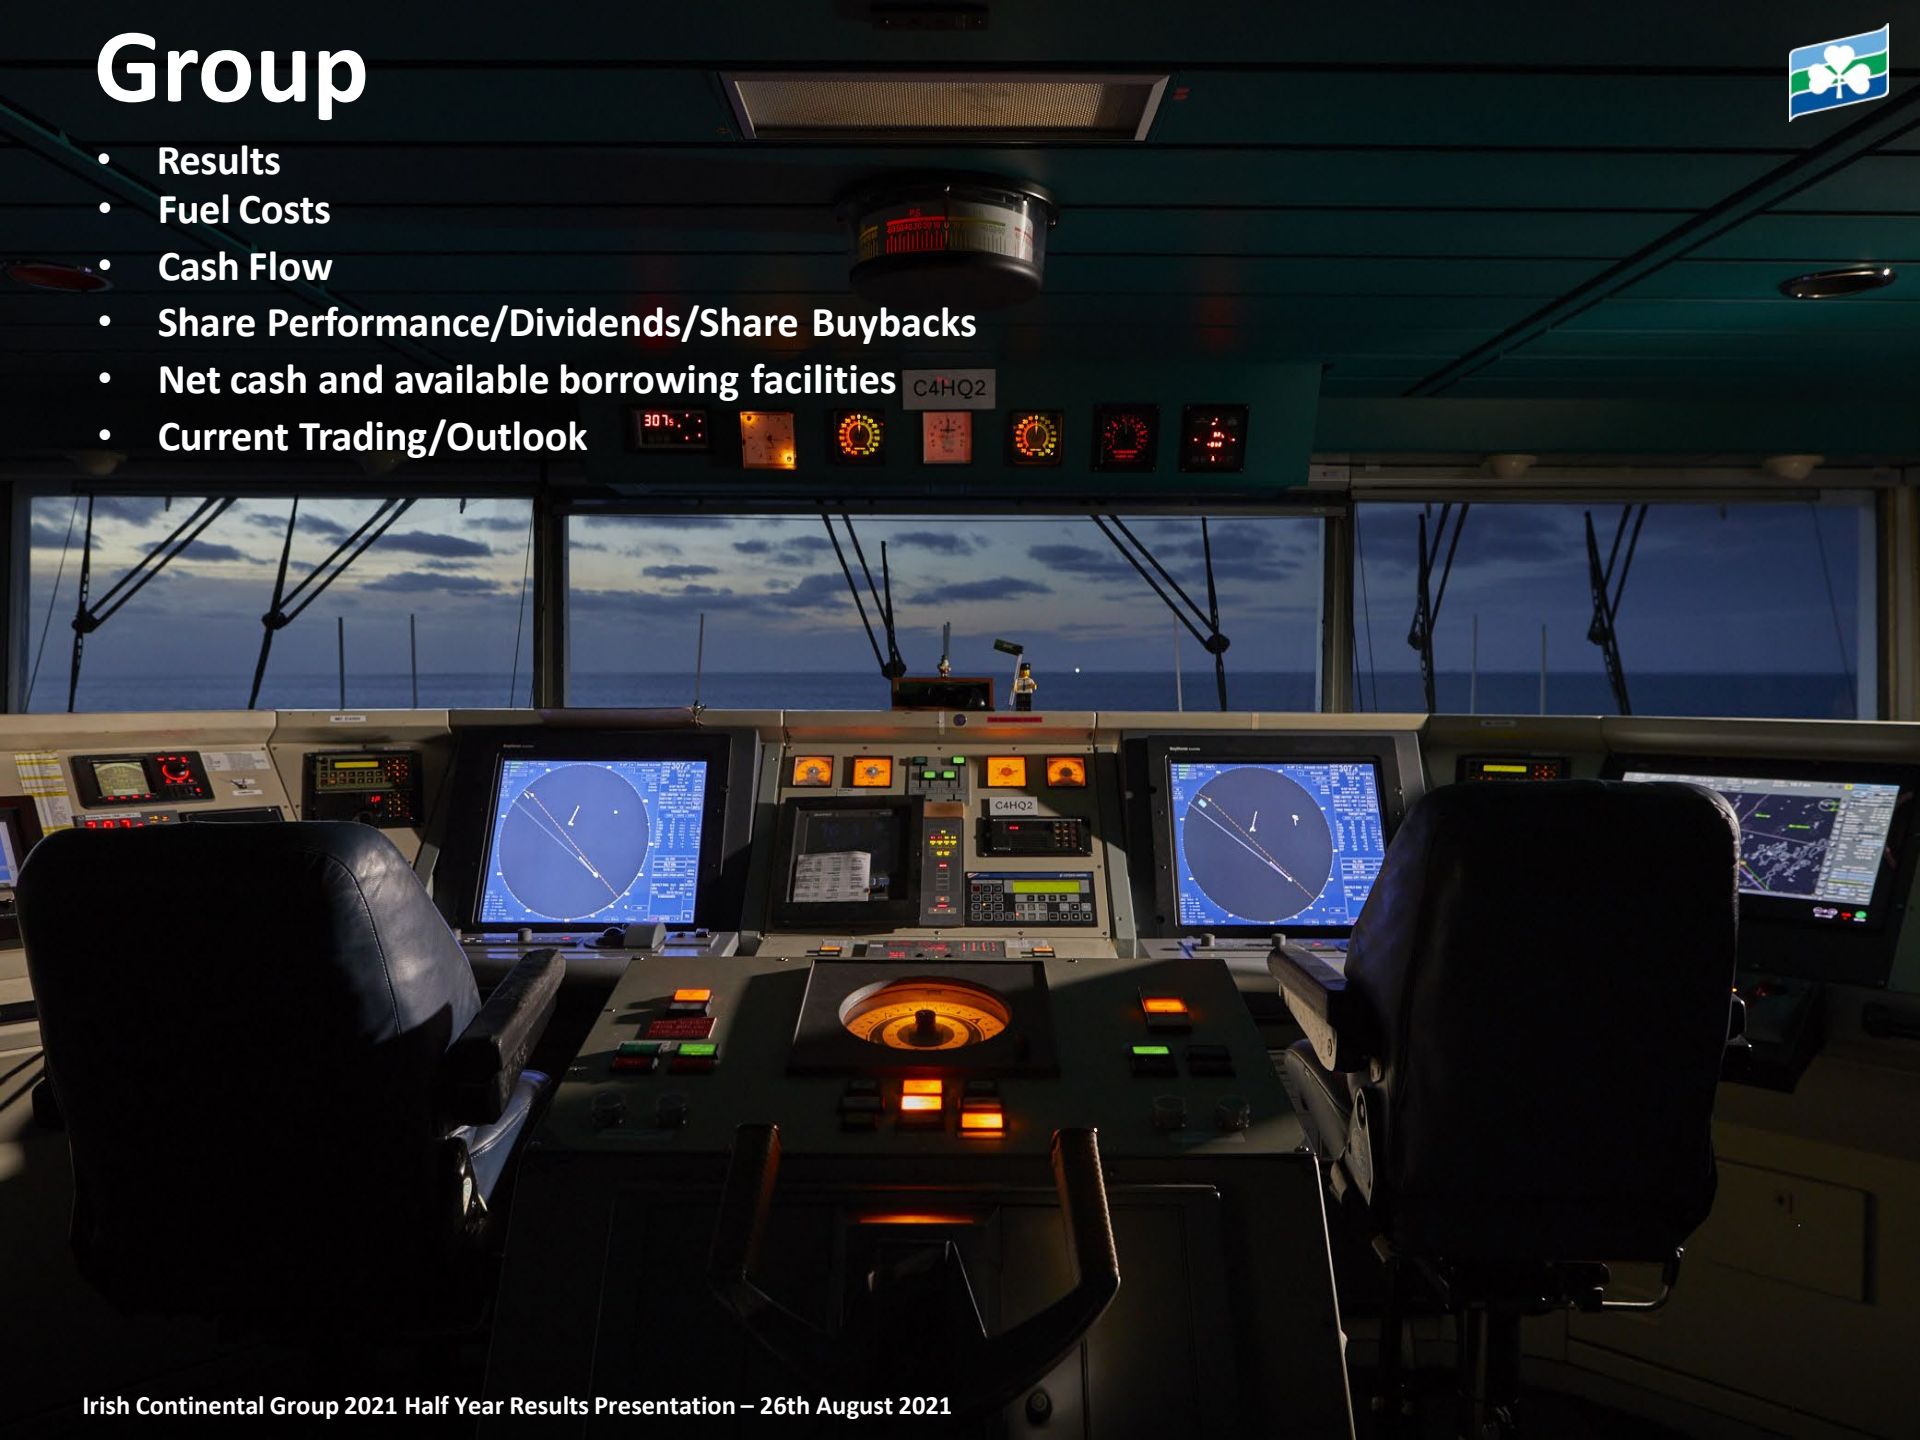 Group
• Results
• Fuel Costs
• Cash Flow
• Share Performance/Dividends/Share Buybacks
• Net cash and available borrowing facilities
• Current Trading/Outlook
C4HQ2
307
C4HQ2
Irish Continental Group 2021 Half Year Results Presentation – 26th August 2021